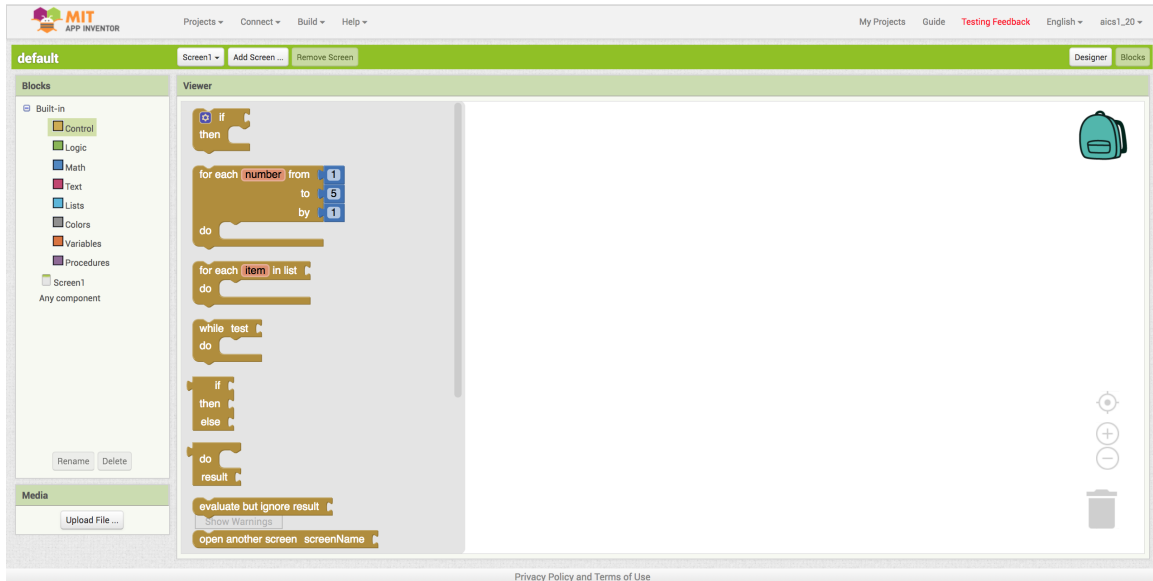 MIT
APP INVENTOR
Projects Connect Build Help
My Projects Guide Testing Feedback English aics1_20
default
Screen1 Add Screen ... Remove Screen
Designer Blocks
Blocks
Viewer
Built-in
Control
Logic
Math
Text
Lists
Colors
Variables
Procedures
Screen1
Any component
Rename Delete
Media
Upload File ...
if
then
for each number from 1
to 5
by 1
do
for each item in list
do
while test
do
if
then
else
do
result
evaluate but ignore result
Show Warnings
open another screen screenName
Privacy Policy and Terms of Use